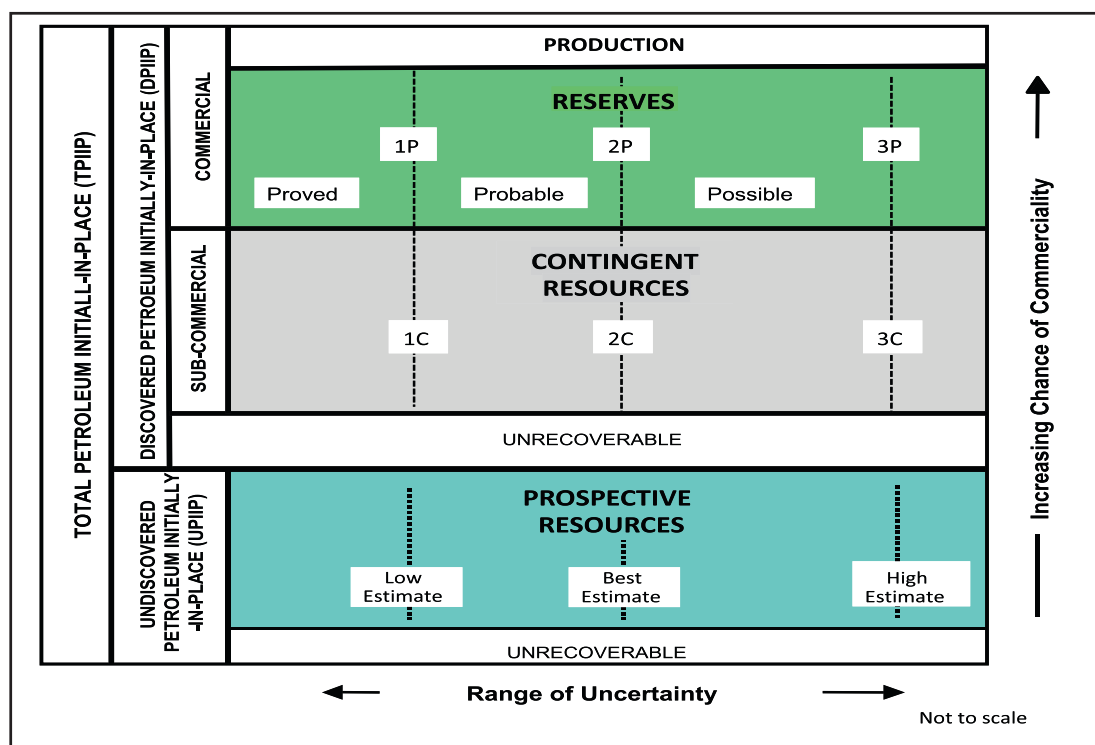 TOTAL PETROLEUM INITIALL-IN-PLACE (TPIIP)
DISCOVERED PETROEUM INITIALLY-IN-PLACE (DPIIP)
COMMERCIAL
PRODUCTION
RESERVES
1P
2P
3P
Proved
Probable
Possible
SUB-COMMERCIAL
CONTINGENT
RESOURCES
1C
2C
3C
UNRECOVERABLE
UNDISCOVERED
PETROLEUM INITIALLY
-IN-PLACE (UPIIP)
PROSPECTIVE
RESOURCES
Low
Estimate
Best
Estimate
High
Estimate
UNRECOVERABLE
Increasing Chance of Commerciality
Range of Uncertainty
Not to scale